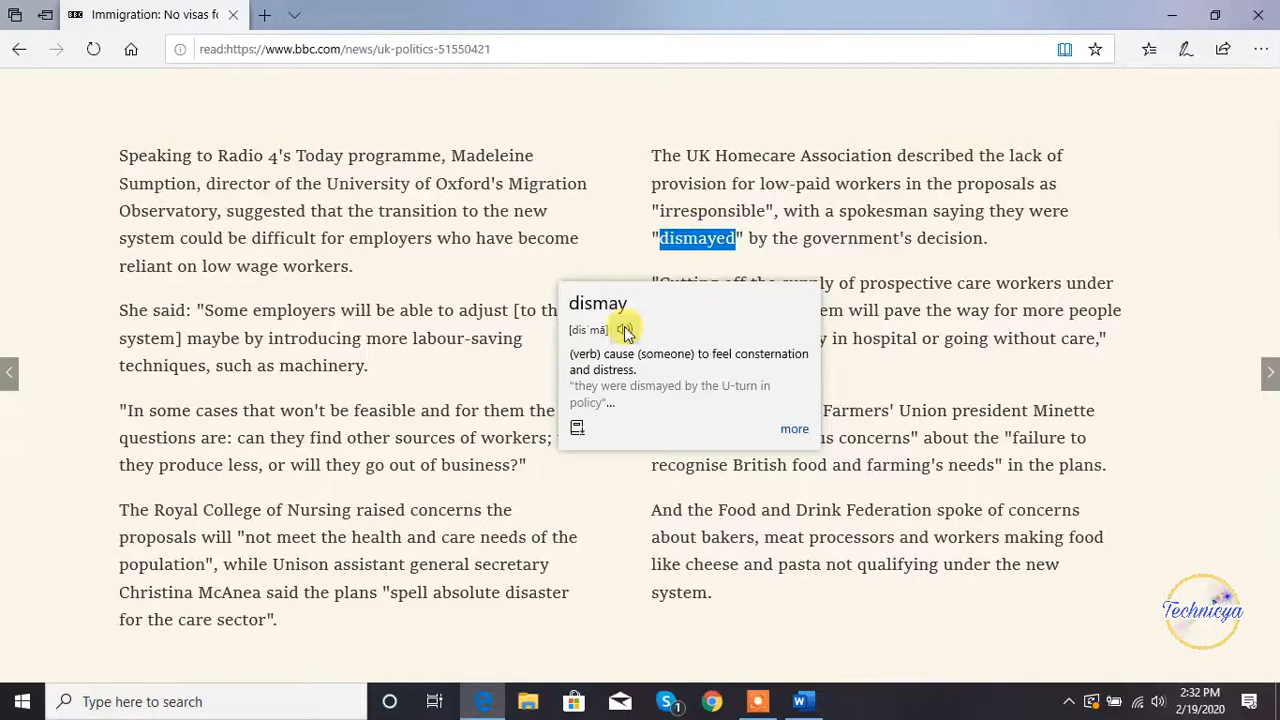 Immigration: No visas fo
read:https://www.bbc.com/news/uk-politics-51550421
Speaking to Radio 4's Today programme, Madeleine
Sumption, director of the University of Oxford's Migration
Observatory, suggested that the transition to the new
system could be difficult for employers who have become
reliant on low wage workers.
She said: "Some employers will be able to adjust [to th
system] maybe by introducing more labour-saving
techniques, such as machinery.
"In some cases that won't be feasible and for them the
questions are: can they find other sources of workers;
they produce less, or will they go out of business?"
The Royal College of Nursing raised concerns the
proposals will "not meet the health and care needs of the
population", while Unison assistant general secretary
Christina McAnea said the plans "spell absolute disaster
for the care sector".
The UK Homecare Association described the lack of
provision for low-paid workers in the proposals as
"irresponsible", with a spokesman saying they were
"dismayed" by the government's decision.
"Cutting off the supply of prospective care workers under
em will pave the way for more people
y in hospital or going without care,"
Farmers' Union president Minette
us concerns" about the "failure to
recognise British food and farming's needs" in the plans.
And the Food and Drink Federation spoke of concerns
about bakers, meat processors and workers making food
like cheese and pasta not qualifying under the new
system.
dismay
[disˈmā]
(verb) cause (someone) to feel consternation
and distress.
"they were dismayed by the U-turn in
policy"...
more
Technicya
Type here to search
1
2:32 PM
2/19/2020